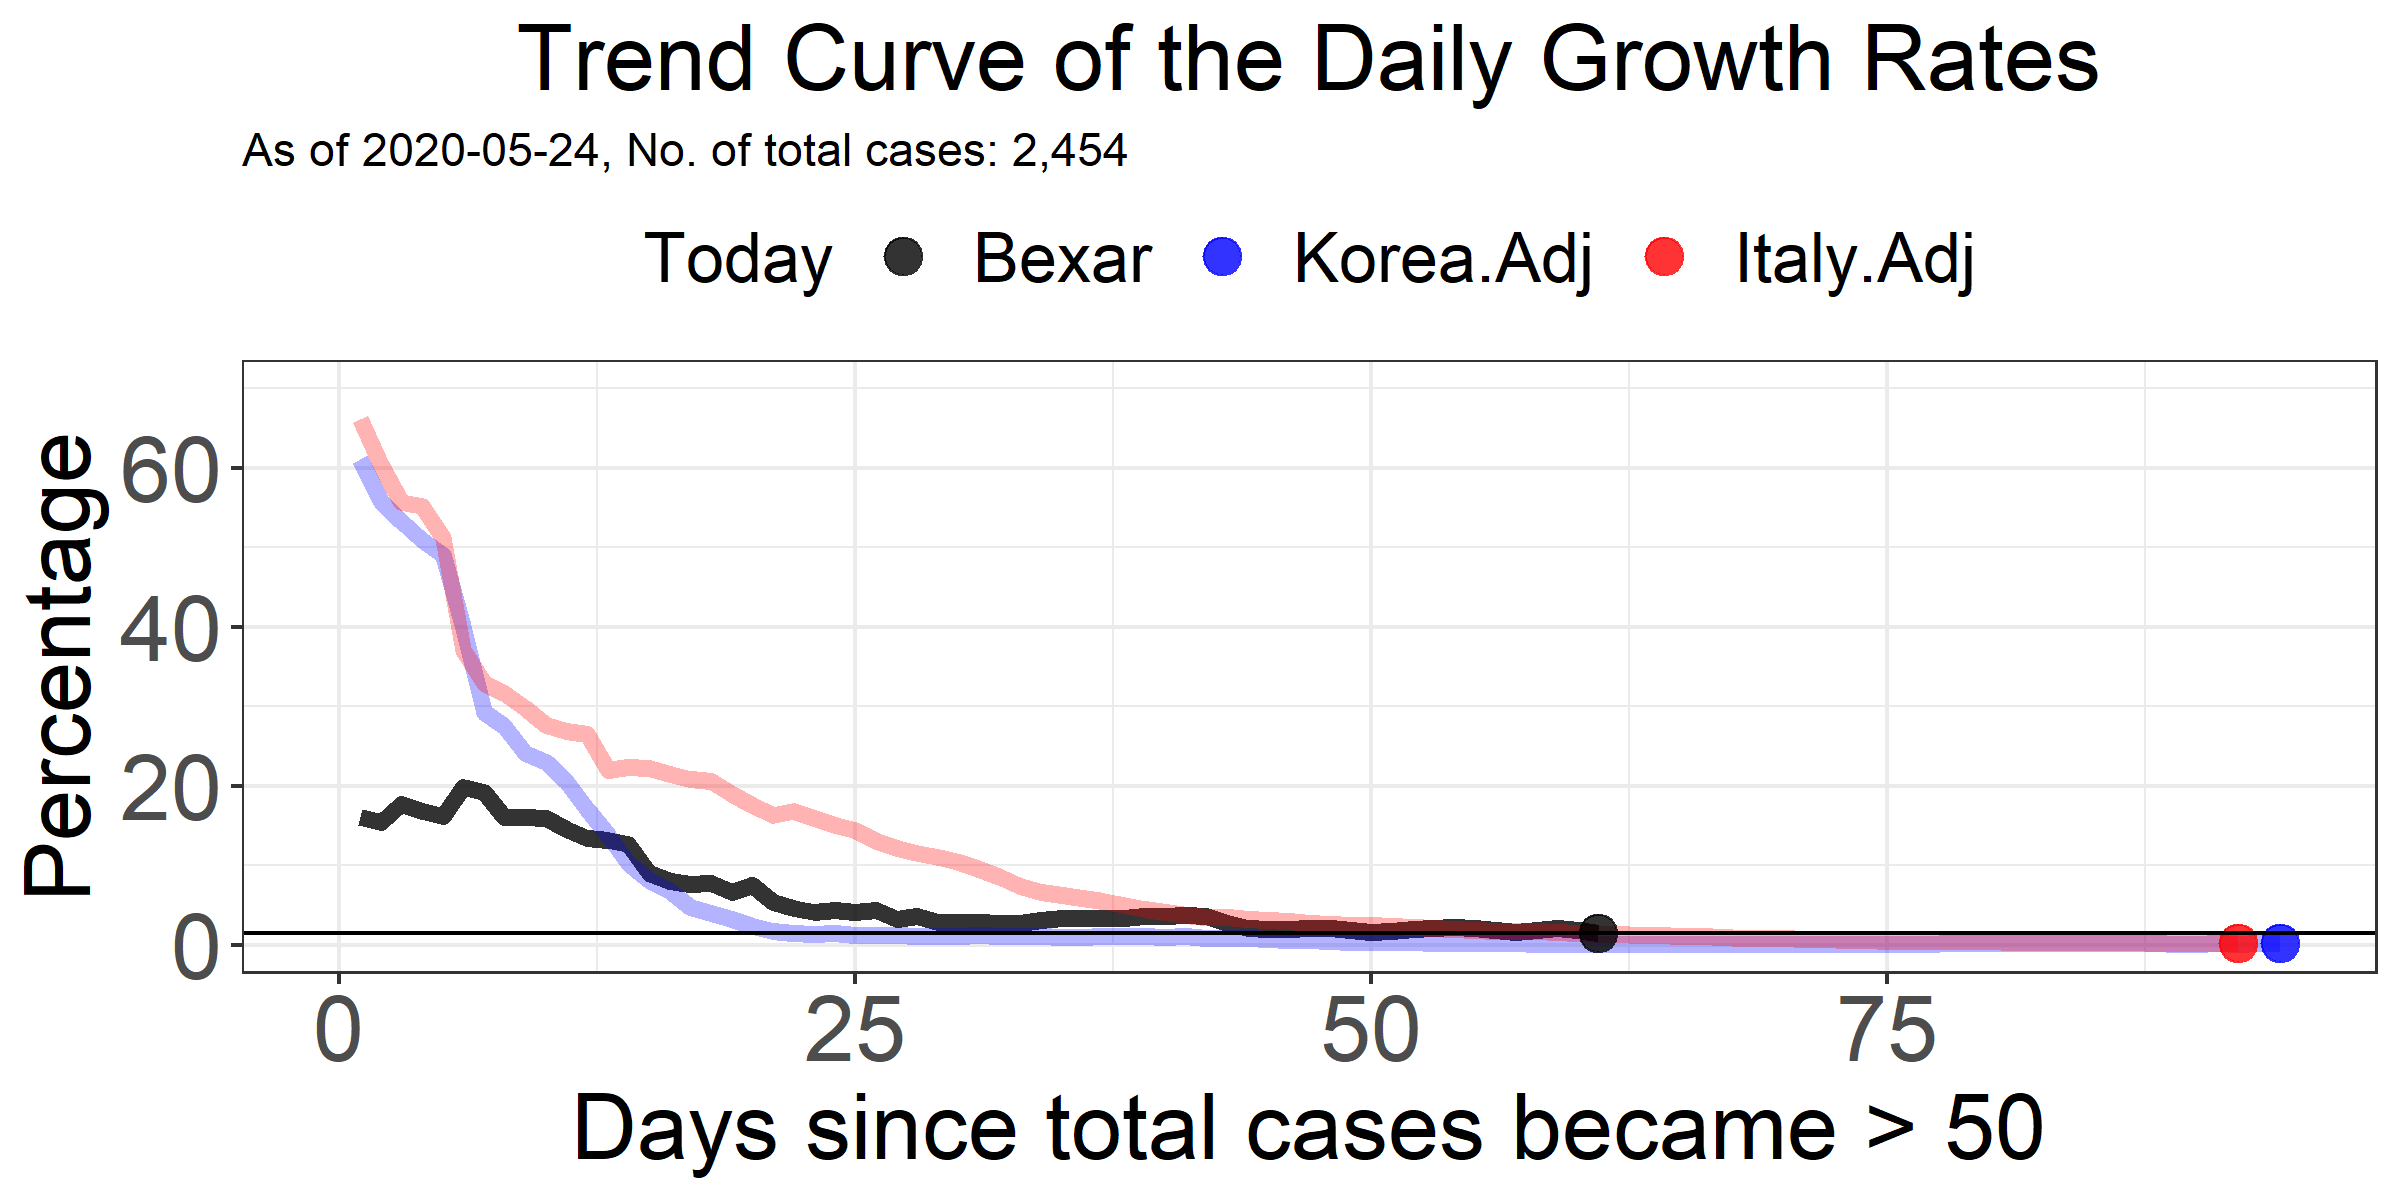 Trend Curve of the Daily Growth Rates
As of 2020-05-24, No. of total cases: 2,454
Today Bexar Korea.Adj Italy.Adj
Percentage
60
40
20
0
0 25 50 75
Days since total cases became > 50